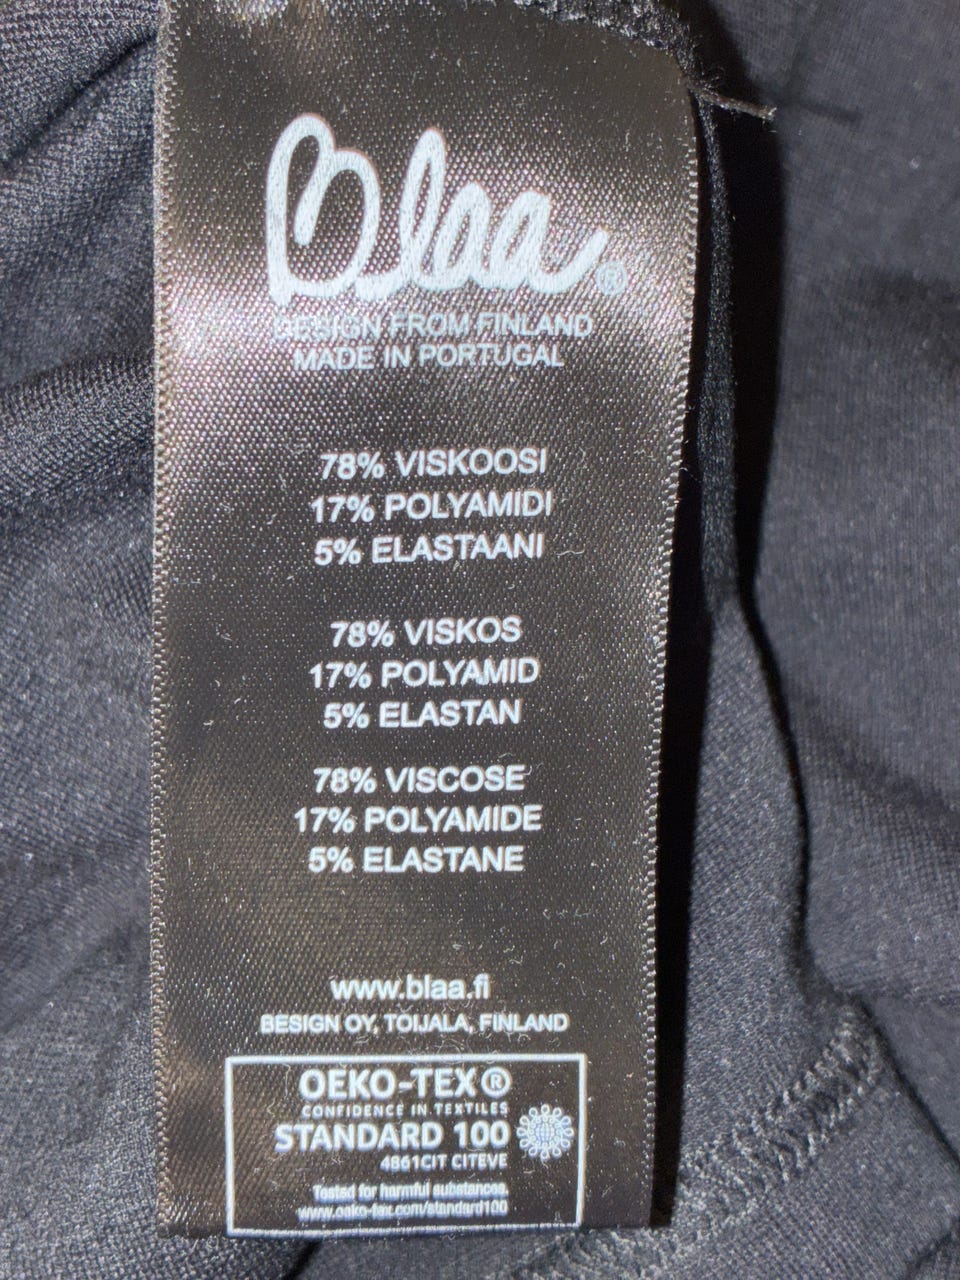 Blaa®
DESIGN FROM FINLAND
MADE IN PORTUGAL
78% VISKOOSI
17% POLYAMIDI
5% ELASTAANI
78% VISKOS
17% POLYAMID
5% ELASTAN
78% VISCOSE
17% POLYAMIDE
5% ELASTANE
www.blaa.fi
BESIGN OY, TOIJALA, FINLAND
OEKO-TEX®
CONFIDENCE IN TEXTILES
STANDARD 100
4861CIT CITEVE
Tested for harmful substances.
www.oeko-tex.com/standard100